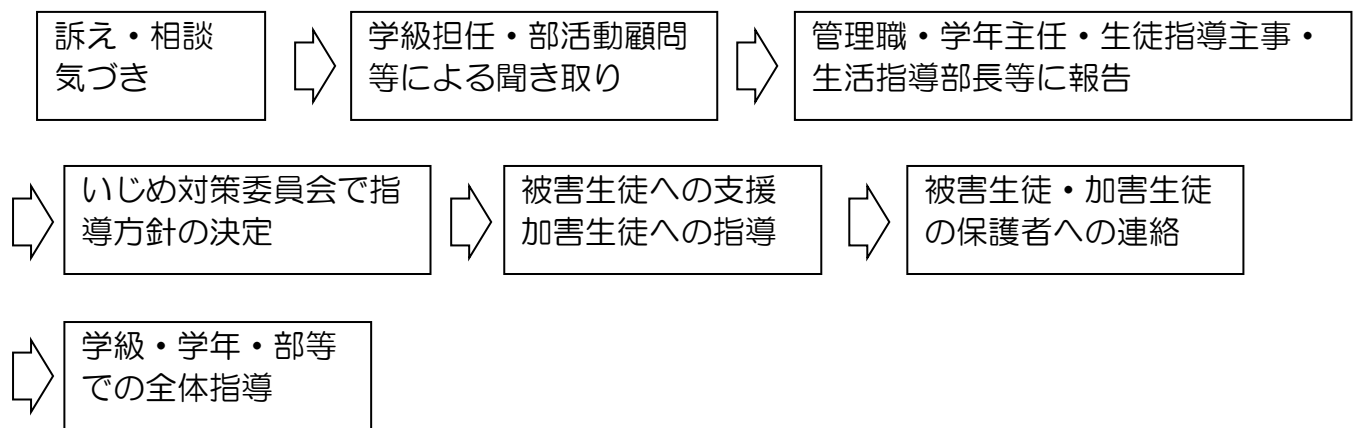 訴え・相談
気づき
学級担任・部活動顧問
等による聞き取り
管理職・学年主任・生徒指導主事・
生活指導部長等に報告
いじめ対策委員会で指
導方針の決定
被害生徒への支援
加害生徒への指導
被害生徒・加害生徒
の保護者への連絡
学級・学年・部等
での全体指導